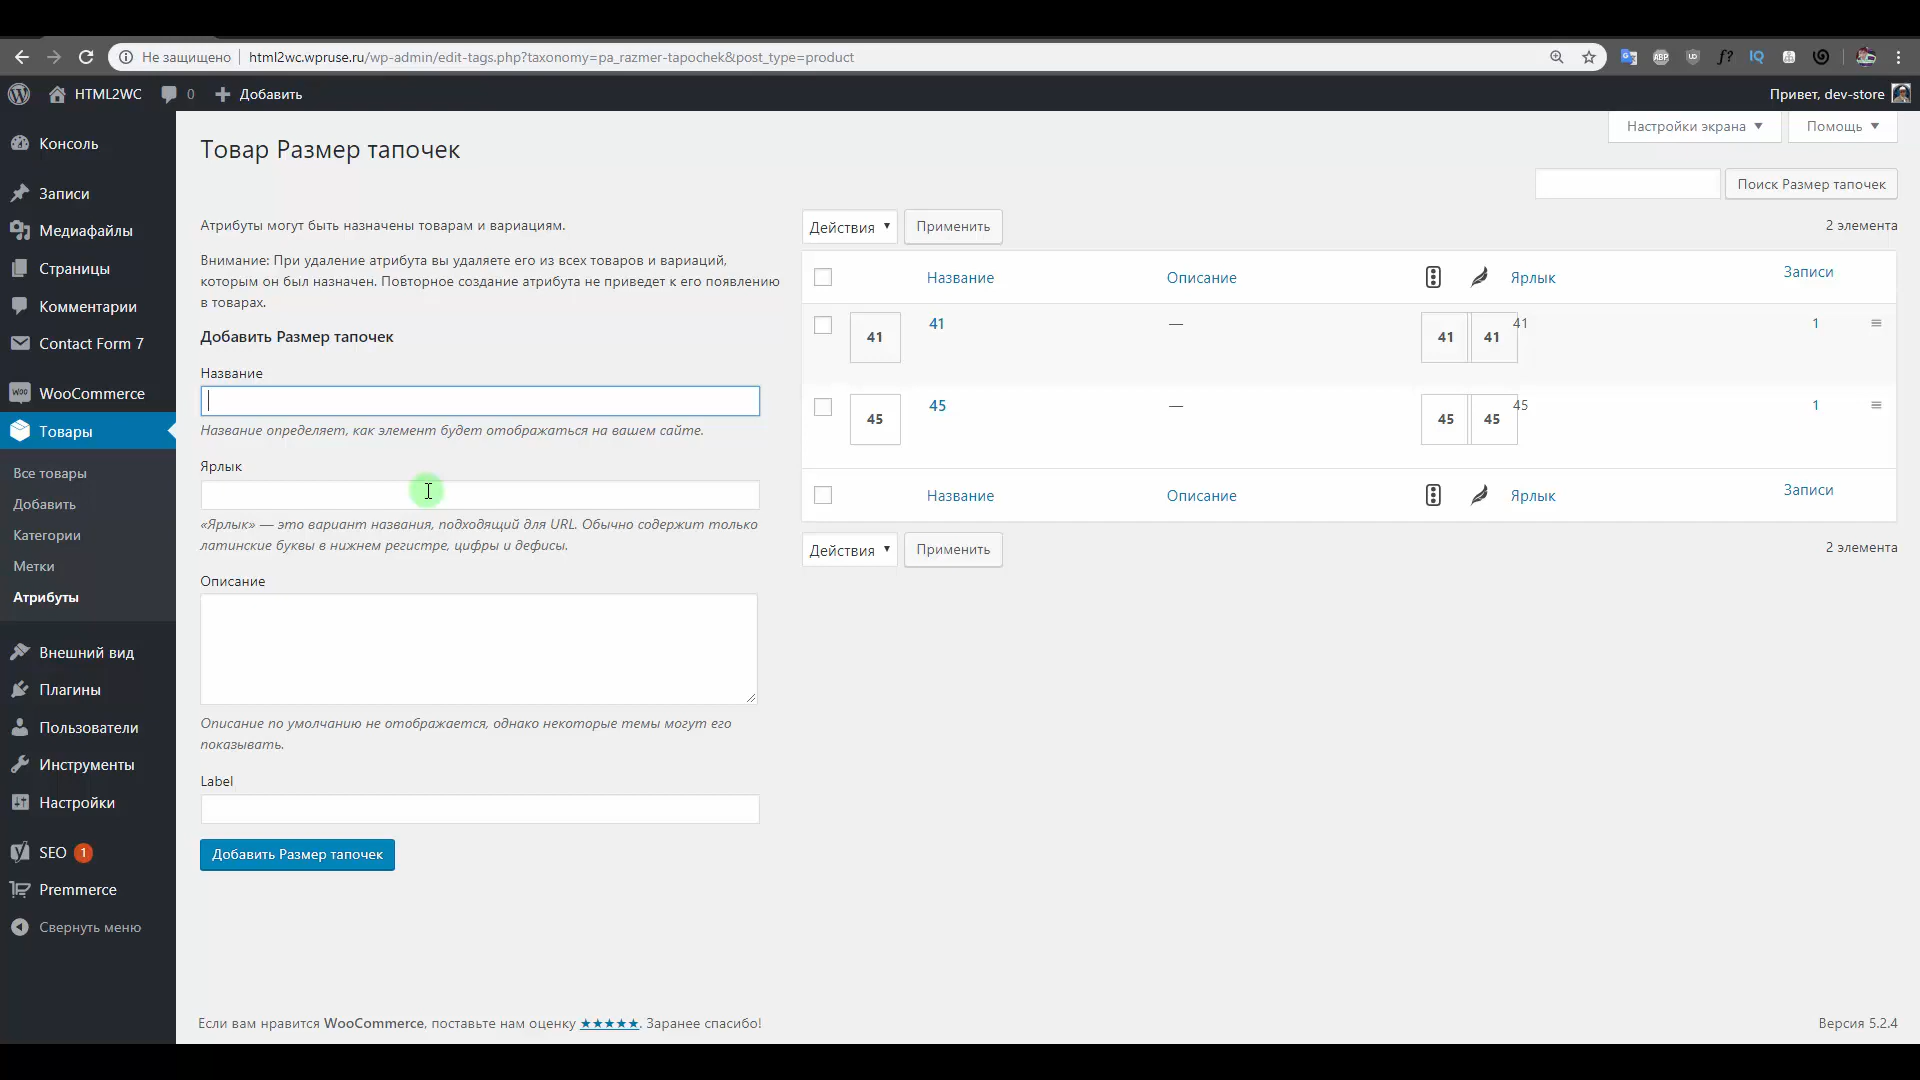 Не защищено
html2wc.wpruse.ru/wp-admin/edit-tags.php?taxonomy=pa_razmer-tapochek&post_type=product
HTML2WC
0
Добавить
Привет, dev-store
Консоль
Записи
Медиафайлы
Страницы
Комментарии
Contact Form 7
WooCommerce
Товары
Все товары
Добавить
Категории
Метки
Атрибуты
Внешний вид
Плагины
Пользователи
Инструменты
Настройки
SEO 1
Premmerce
Свернуть меню
Настройки экрана
Помощь
Товар Размер тапочек
Поиск Размер тапочек
Атрибуты могут быть назначены товарам и вариациям.
Внимание: При удаление атрибута вы удаляете его из всех товаров и вариаций,
которым он был назначен. Повторное создание атрибута не приведет к его появлению
в товарах.
Добавить Размер тапочек
Название
Название определяет, как элемент будет отображаться на вашем сайте.
Ярлык
«Ярлык» — это вариант названия, подходящий для URL. Обычно содержит только
латинские буквы в нижнем регистре, цифры и дефисы.
Описание
Описание по умолчанию не отображается, однако некоторые темы могут его
показывать.
Label
Добавить Размер тапочек
Действия
Применить
2 элемента
Название Описание Ярлык Записи
41 41 — 41 41 41 1
45 45 — 45 45 45 1
Название Описание Ярлык Записи
Действия
Применить
2 элемента
Если вам нравится WooCommerce, поставьте нам оценку ★★★★★. Заранее спасибо!
Версия 5.2.4